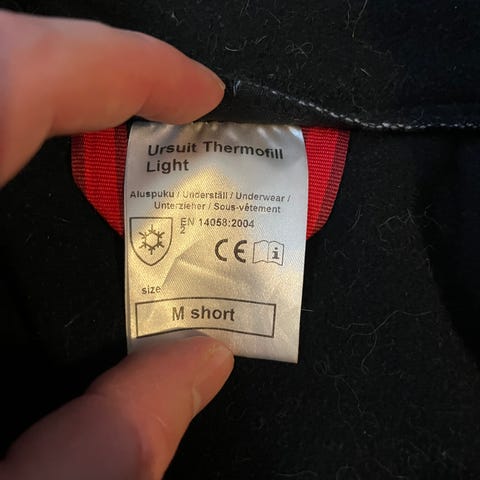 Ursuit Thermofill
Light
Aluspuku / Underställ / Underwear /
Unterzieher / Sous-vêtement
EN 14058:2004
2
CE i
size
M short